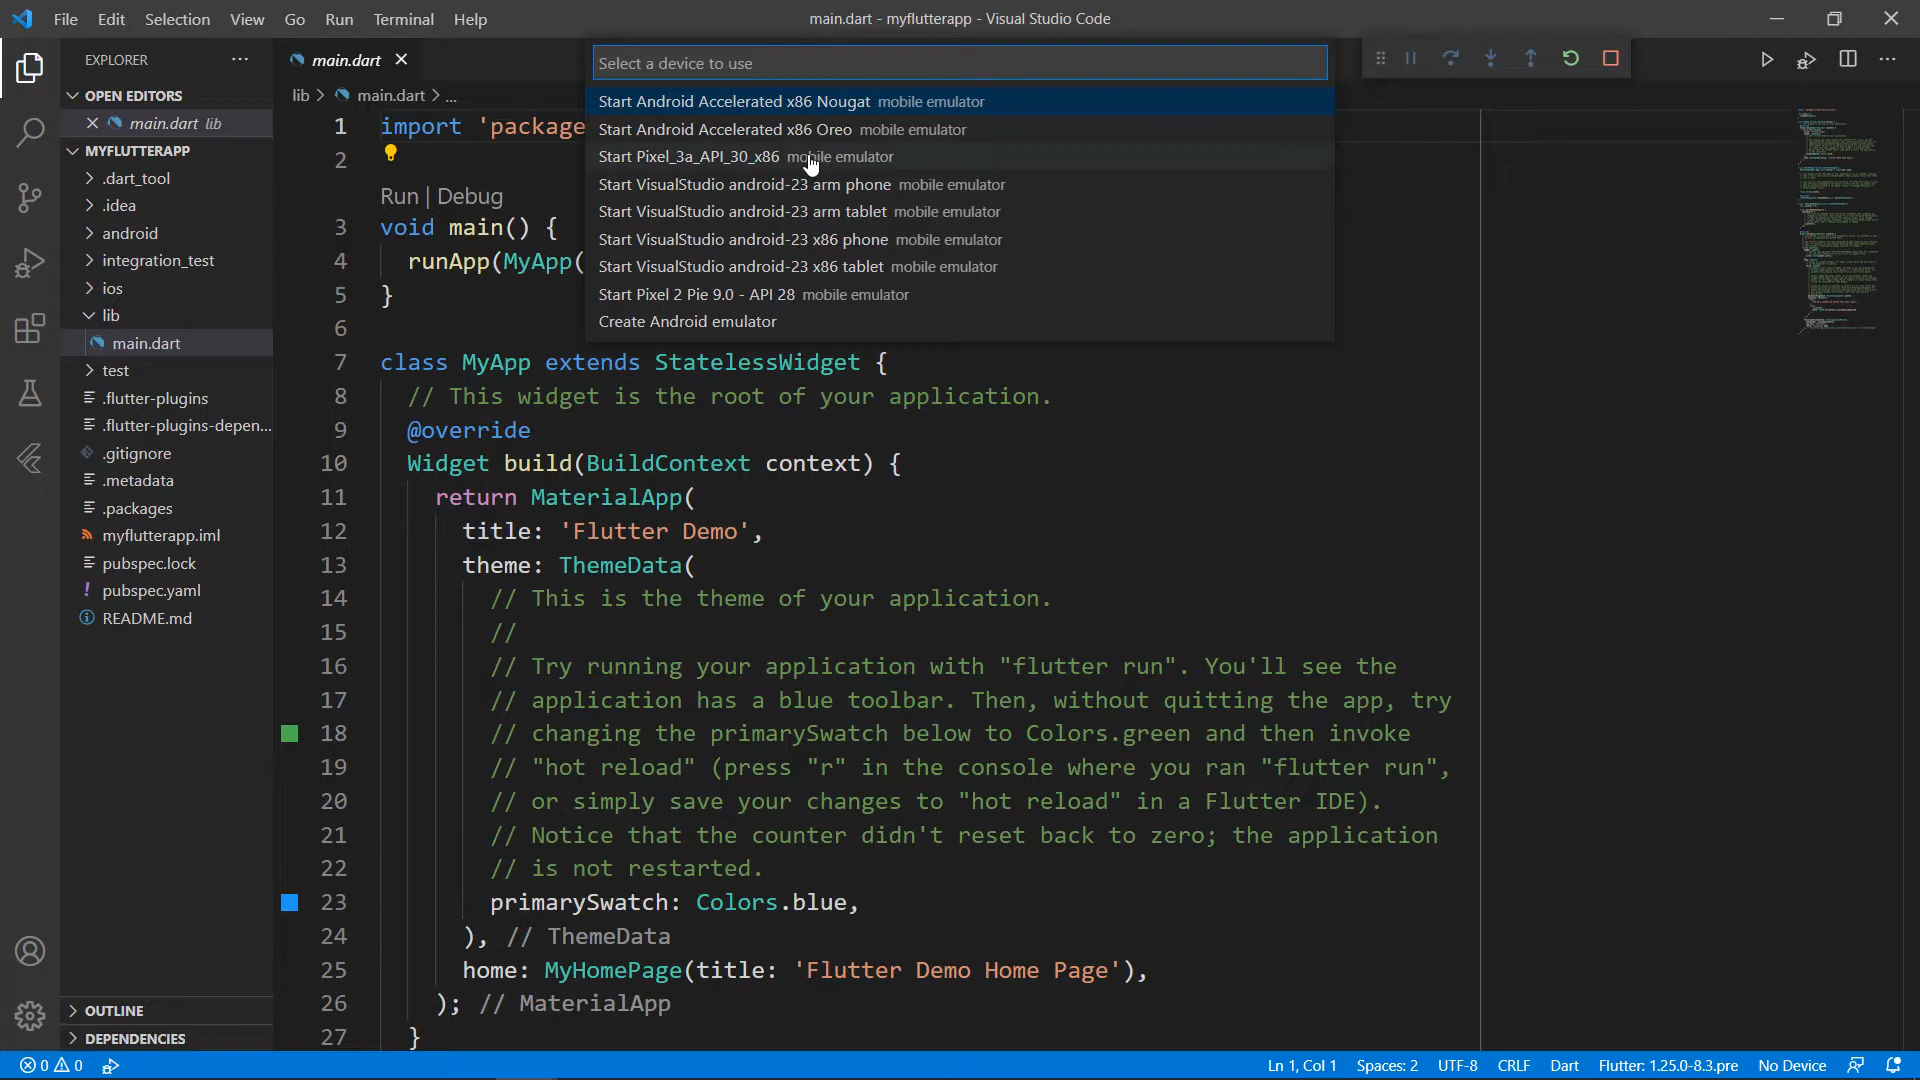 File Edit Selection View Go Run Terminal Help
main.dart - myflutterapp - Visual Studio Code
EXPLORER
OPEN EDITORS
main.dart lib
MYFLUTTERAPP
.dart_tool
.idea
android
integration_test
ios
lib
main.dart
test
.flutter-plugins
.flutter-plugins-depen...
.gitignore
.metadata
.packages
myflutterapp.iml
pubspec.lock
pubspec.yaml
README.md
OUTLINE
DEPENDENCIES
main.dart
lib > main.dart > ...
Select a device to use
Start Android Accelerated x86 Nougat mobile emulator
Start Android Accelerated x86 Oreo mobile emulator
Start Pixel_3a_API_30_x86 mobile emulator
Start VisualStudio android-23 arm phone mobile emulator
Start VisualStudio android-23 arm tablet mobile emulator
Start VisualStudio android-23 x86 phone mobile emulator
Start VisualStudio android-23 x86 tablet mobile emulator
Start Pixel 2 Pie 9.0 - API 28 mobile emulator
Create Android emulator
1 import 'package
2
Run | Debug
3 void main() {
4 runApp(MyApp(
5 }
6
7 class MyApp extends StatelessWidget {
8 // This widget is the root of your application.
9 @override
10 Widget build(BuildContext context) {
11 return MaterialApp(
12 title: 'Flutter Demo',
13 theme: ThemeData(
14 // This is the theme of your application.
15 //
16 // Try running your application with "flutter run". You'll see the
17 // application has a blue toolbar. Then, without quitting the app, try
18 // changing the primarySwatch below to Colors.green and then invoke
19 // "hot reload" (press "r" in the console where you ran "flutter run",
20 // or simply save your changes to "hot reload" in a Flutter IDE).
21 // Notice that the counter didn't reset back to zero; the application
22 // is not restarted.
23 primarySwatch: Colors.blue,
24 ), // ThemeData
25 home: MyHomePage(title: 'Flutter Demo Home Page'),
26 ); // MaterialApp
27 }
0 0
Ln 1, Col 1 Spaces: 2 UTF-8 CRLF Dart Flutter: 1.25.0-8.3.pre No Device